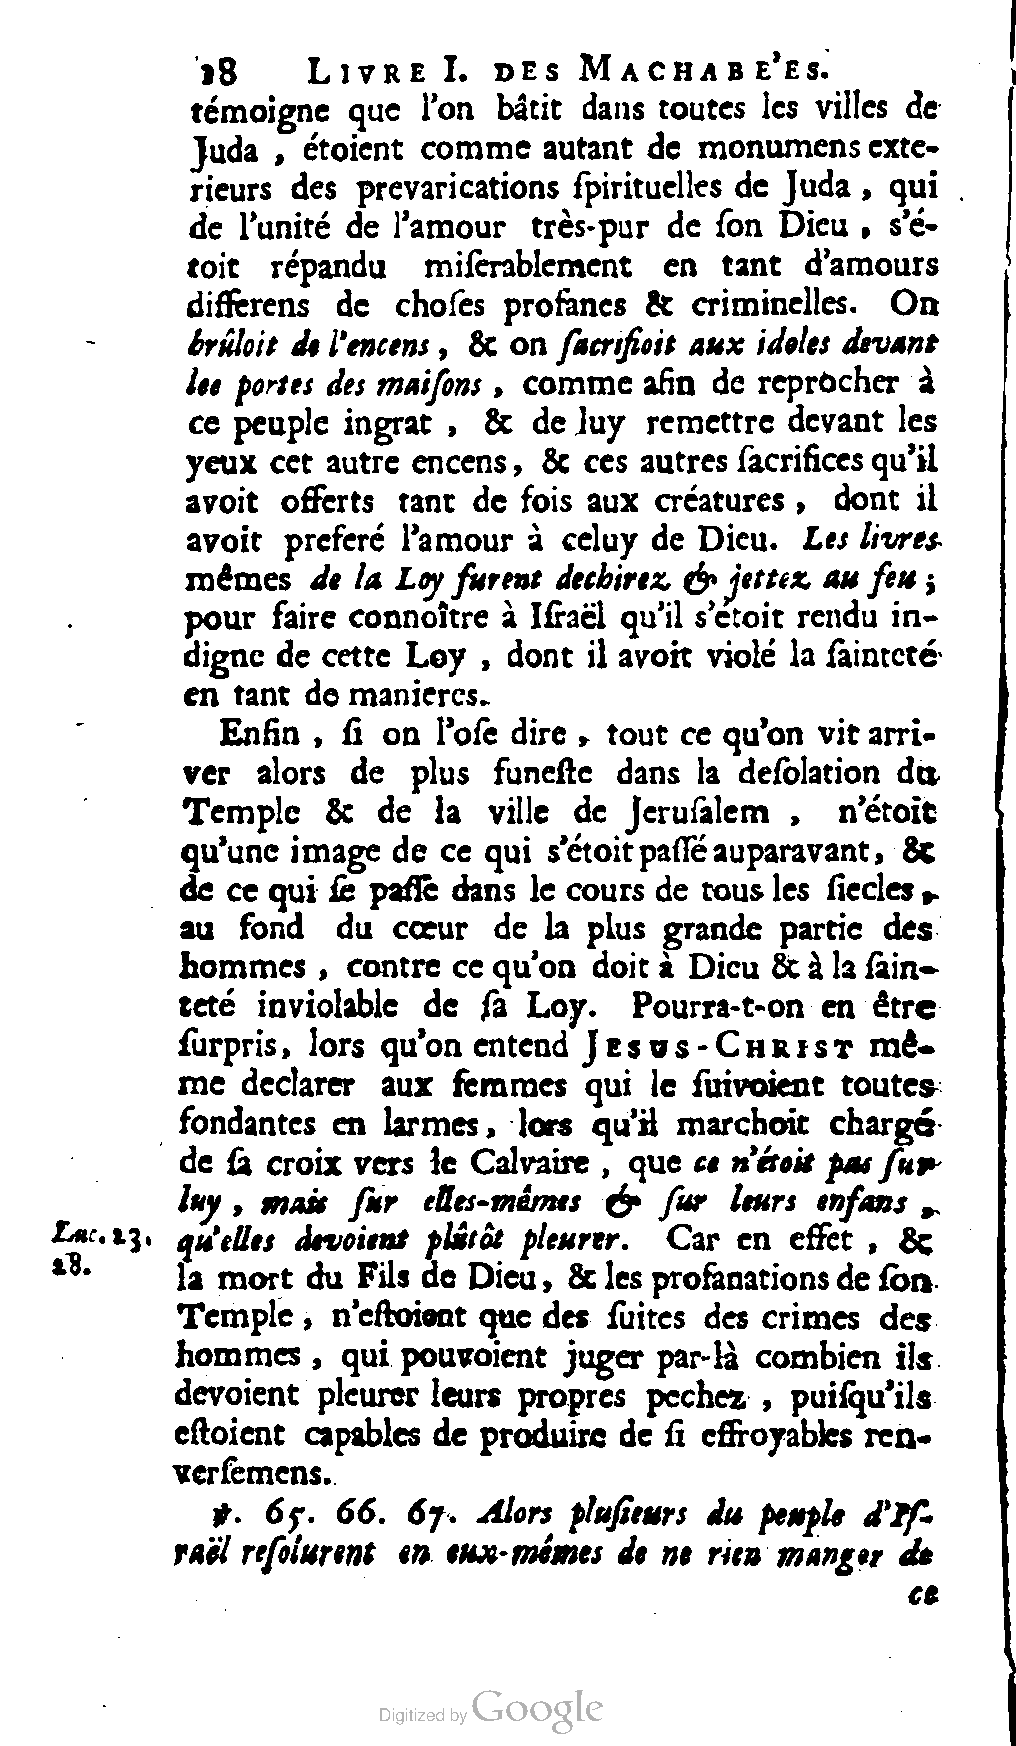 18 LIVRE I. DES MACHABE'ES.
témoigne que l'on bâtit dans toutes les villes de
Juda , étoient comme autant de monumens exte-
rieurs des prevarications ſpirituelles de Juda , qui
de l'unité de l'amour très-pur de ſon Dieu , s'é-
toit répandu miſerablement en tant d'amours
differens de choſes profanes & criminelles. On
brûloit de l'encens , & on ſacrifioit aux idoles devant
les portes des maiſons , comme afin de reprocher à
ce peuple ingrat , & de luy remettre devant les
yeux cet autre encens, & ces autres ſacrifices qu'il
avoit offerts tant de fois aux créatures , dont il
avoit preferé l'amour à celuy de Dieu. Les livres
mêmes de la Loy furent dechirez & jettez au feu ;
pour faire connoître à Iſraël qu'il s'étoit rendu in-
digne de cette Loy , dont il avoit violé la ſainteté
en tant de manieres.
Enfin , ſi on l'oſe dire , tout ce qu'on vit arri-
ver alors de plus funeſte dans la deſolation du
Temple & de la ville de Jeruſalem , n'étoit
qu'une image de ce qui s'étoit paſſé auparavant, &
de ce qui ſe paſſe dans le cours de tous les ſiecles ,
au fond du cœur de la plus grande partie des
hommes , contre ce qu'on doit à Dieu & à la ſain-
teté inviolable de ſa Loy. Pourra-t-on en être
ſurpris, lors qu'on entend JESUS-CHRIST mê-
me declarer aux femmes qui le ſuivoient toutes
fondantes en larmes, lors qu'il marchoit chargé
de ſa croix vers le Calvaire , que ce n'étoit pas ſur
luy , mais ſur elles-mêmes & ſur leurs enfans ,
Luc. 23. qu'elles devoient plûtôt pleurer. Car en effet , &
28. la mort du Fils de Dieu, & les profanations de ſon
Temple , n'eſtoient que des ſuites des crimes des
hommes , qui pouvoient juger par-là combien ils
devoient pleurer leurs propres pechez , puiſqu'ils
eſtoient capables de produire de ſi effroyables ren-
verſemens.
℣. 65. 66. 67. Alors pluſieurs du peuple d'Iſ-
raël reſolurent en eux-mêmes de ne rien manger de
ce
Digitized by Google